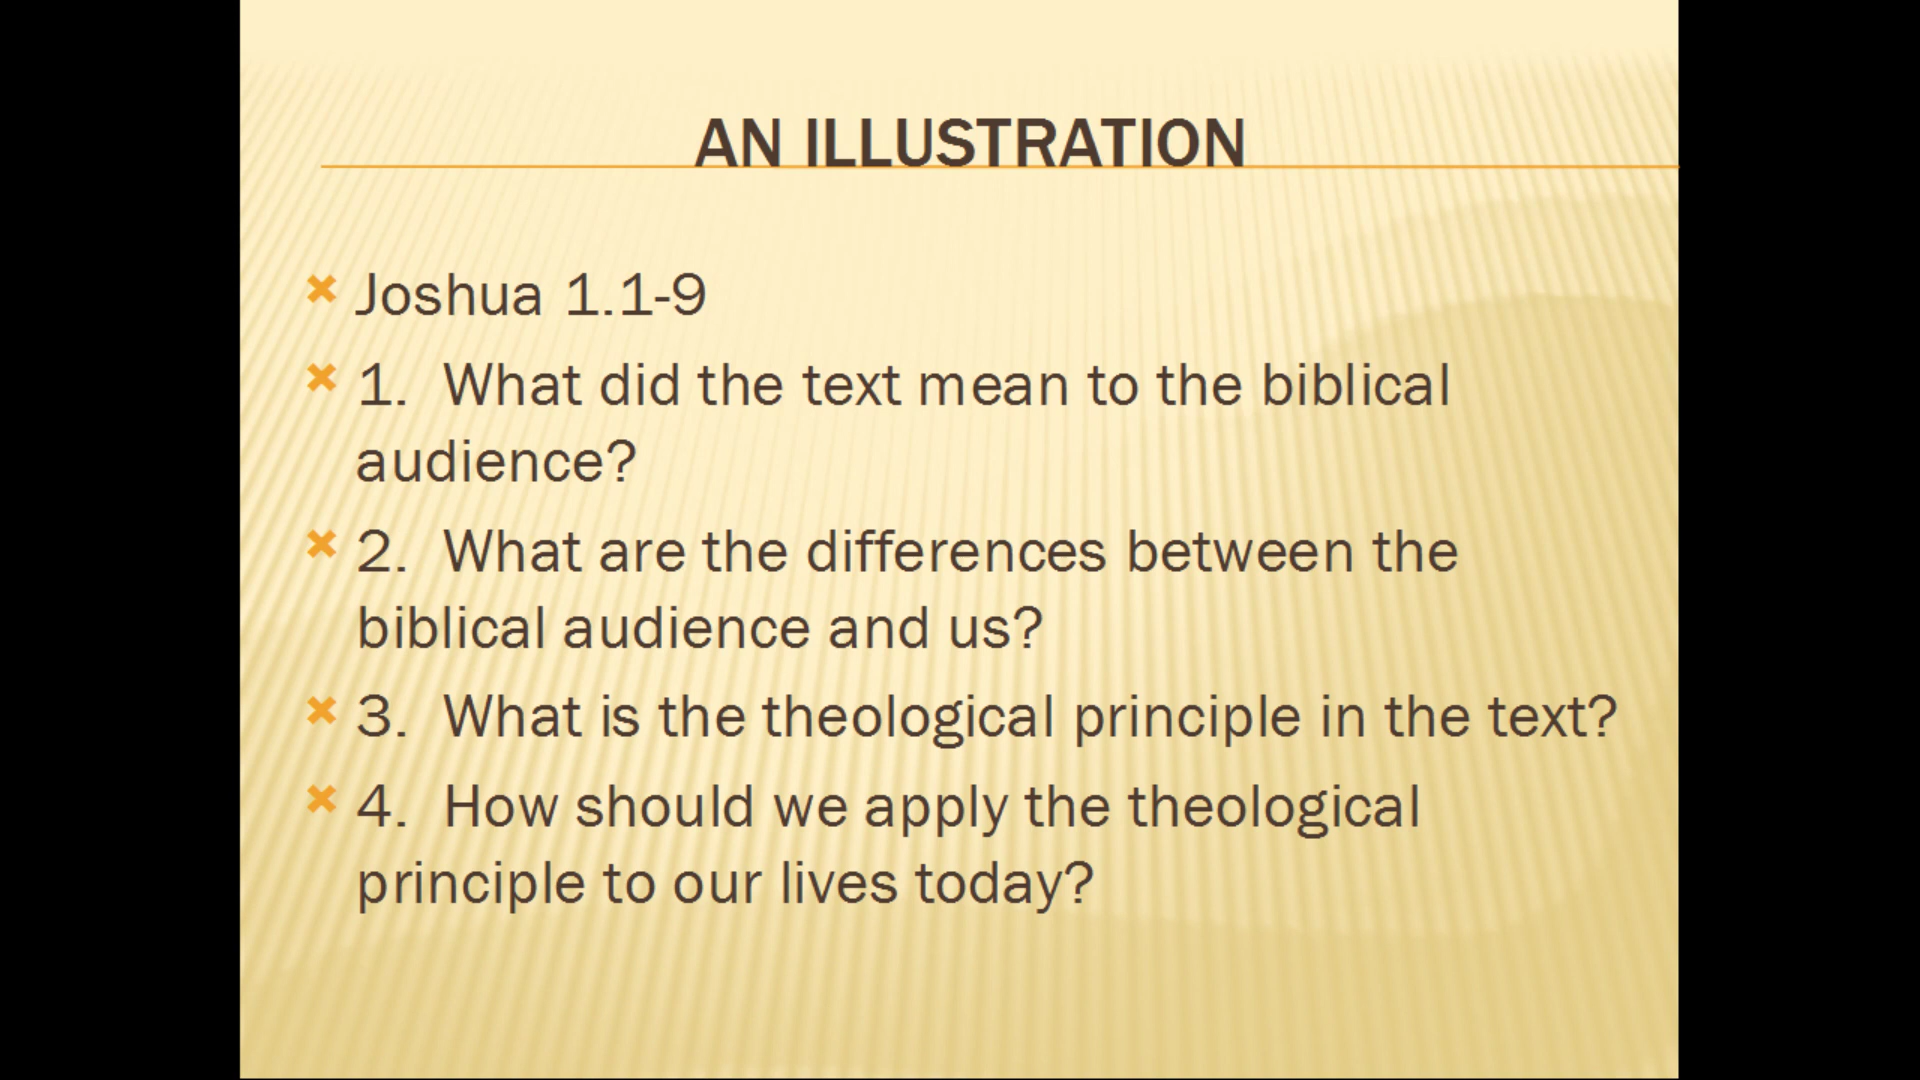 AN ILLUSTRATION
Joshua 1.1-9
1. What did the text mean to the biblical
audience?
2. What are the differences between the
biblical audience and us?
3. What is the theological principle in the text?
4. How should we apply the theological
principle to our lives today?